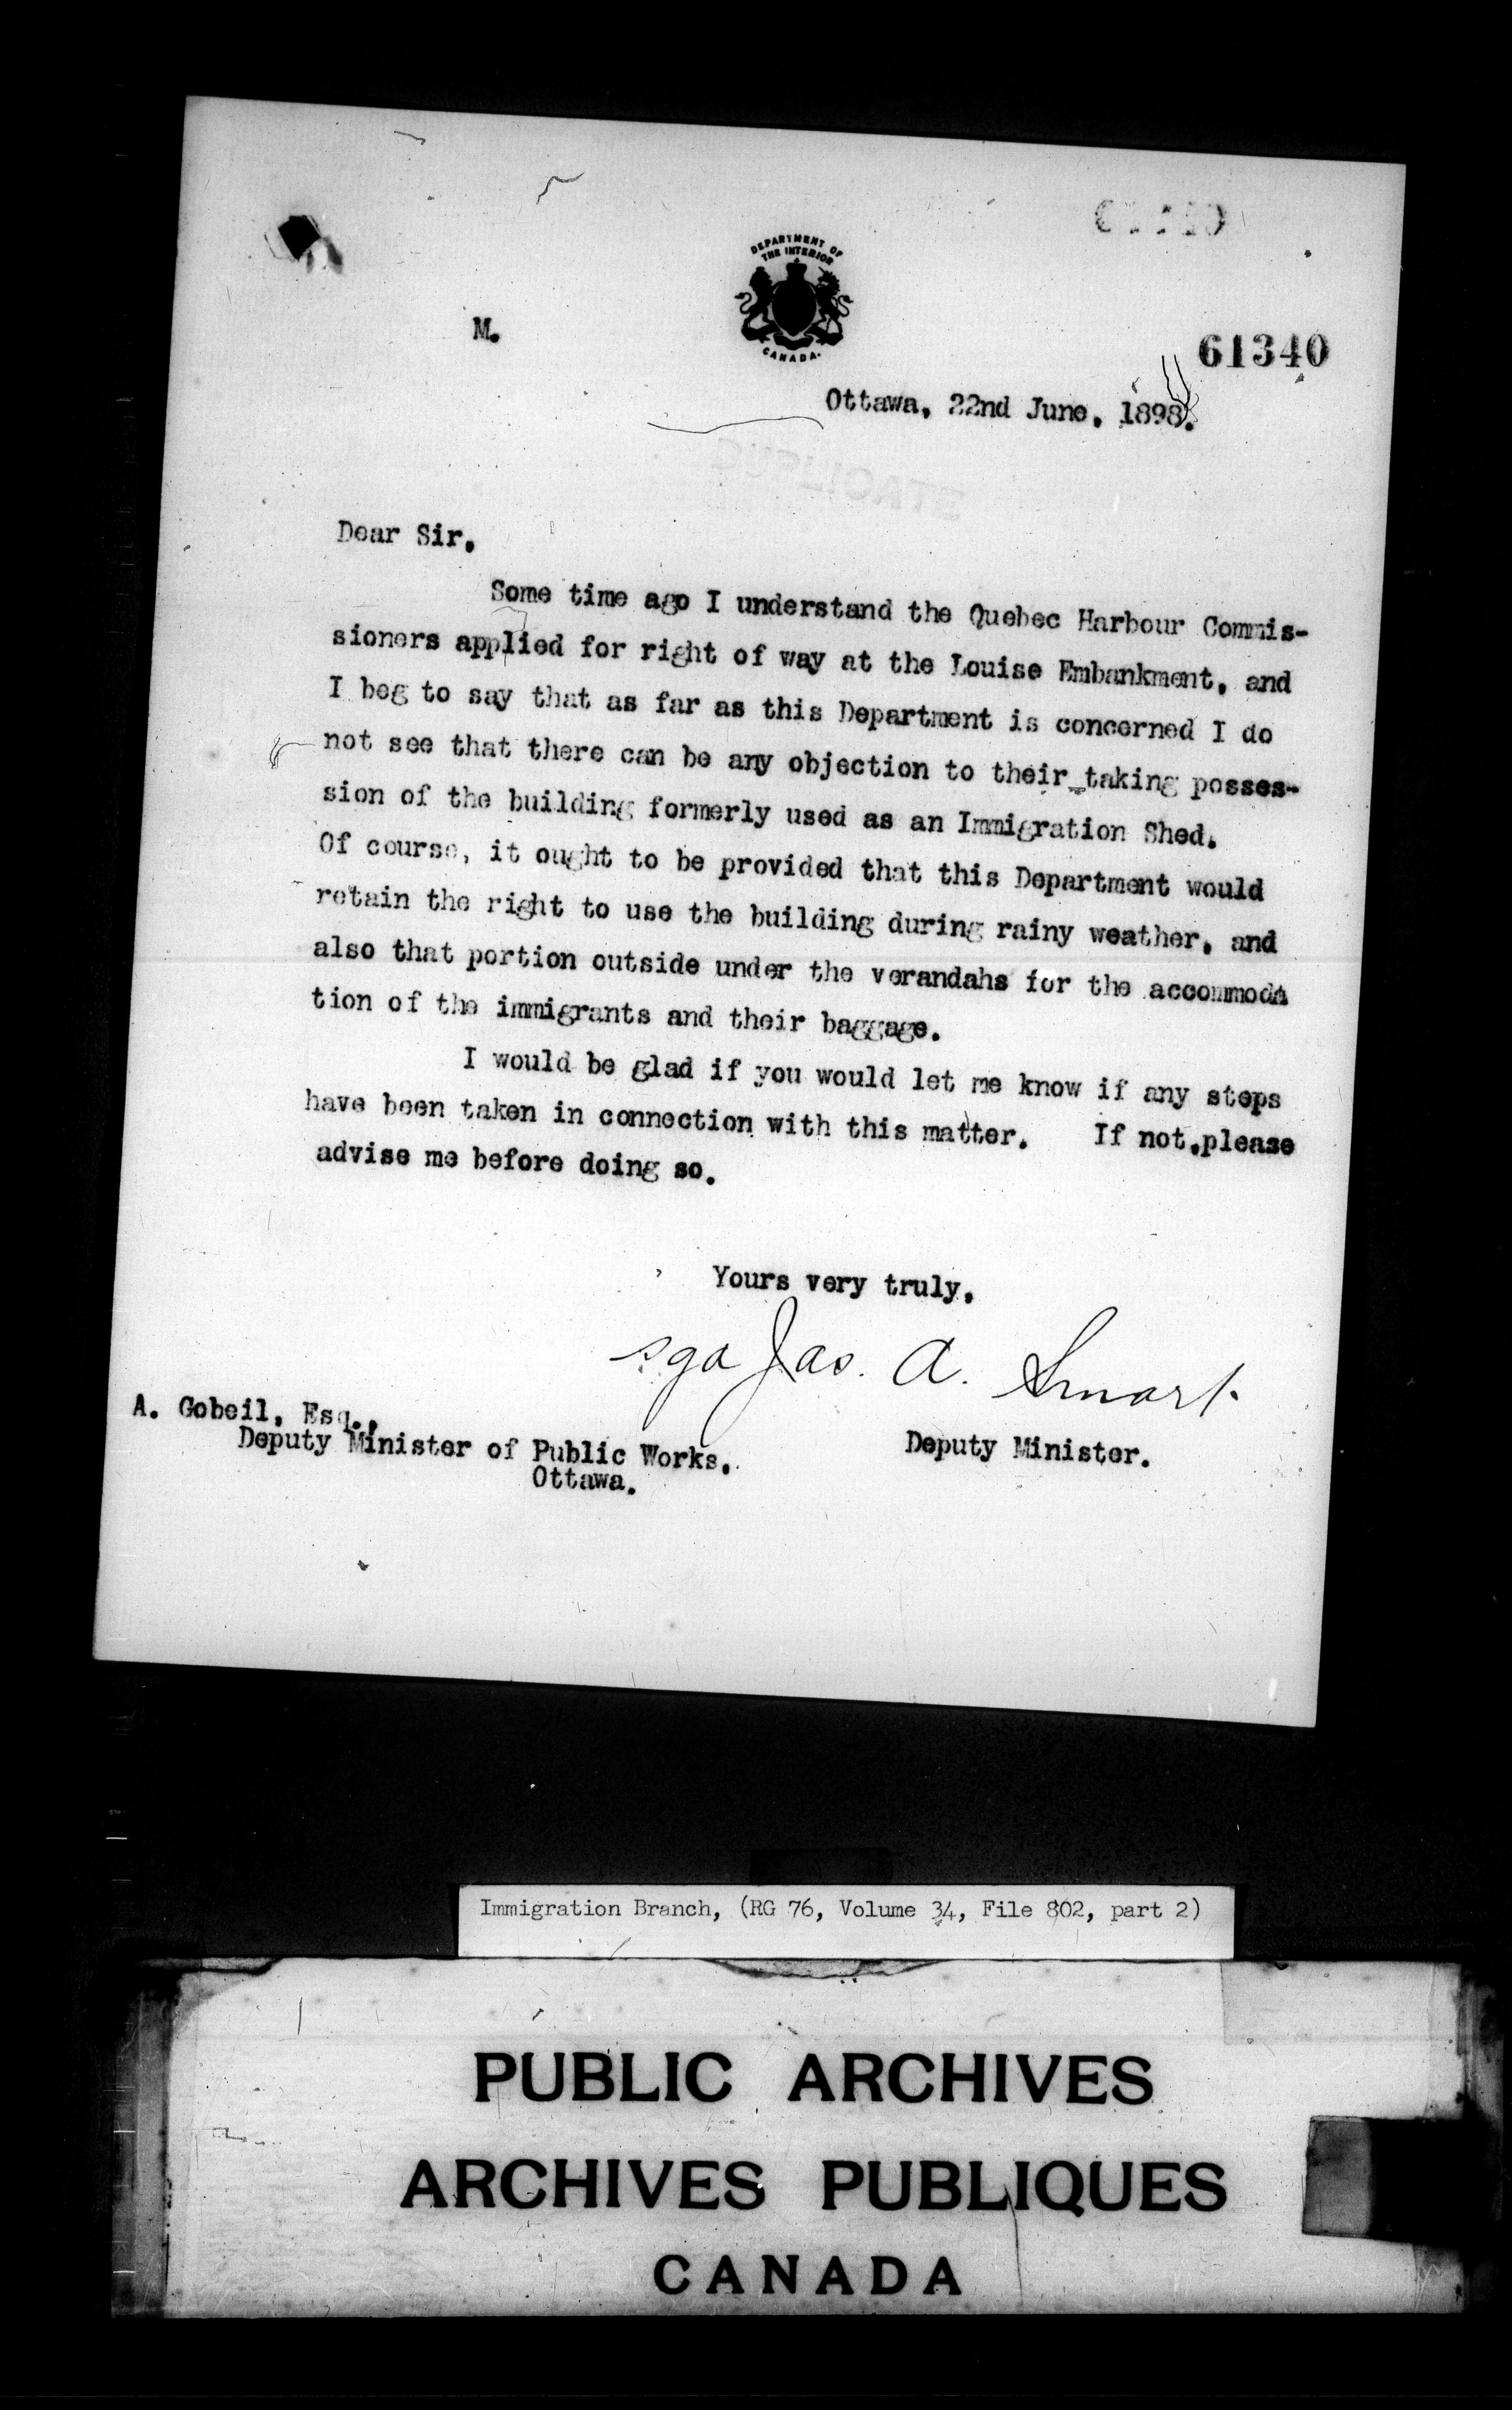 DEPARTMENT OF
THE INTERIOR
CANADA.
M.
61340
Ottawa, 22nd June, 1898.
DUPLICATE
Dear Sir,
Some time ago I understand the Quebec Harbour Commis-
sioners applied for right of way at the Louise Embankment, and
I beg to say that as far as this Department is concerned I do
not see that there can be any objection to their taking posses-
sion of the building formerly used as an Immigration Shed.
Of course, it ought to be provided that this Department would
retain the right to use the building during rainy weather, and
also that portion outside under the verandahs for the accommoda
tion of the immigrants and their baggage.
I would be glad if you would let me know if any steps
have been taken in connection with this matter. If not,please
advise me before doing so.
Yours very truly,
sgd Jas. A. Smart.
Deputy Minister.
A. Gobeil, Esq.,
Deputy Minister of Public Works,
Ottawa.
Immigration Branch, (RG 76, Volume 34, File 802, part 2)
PUBLIC ARCHIVES
ARCHIVES PUBLIQUES
CANADA